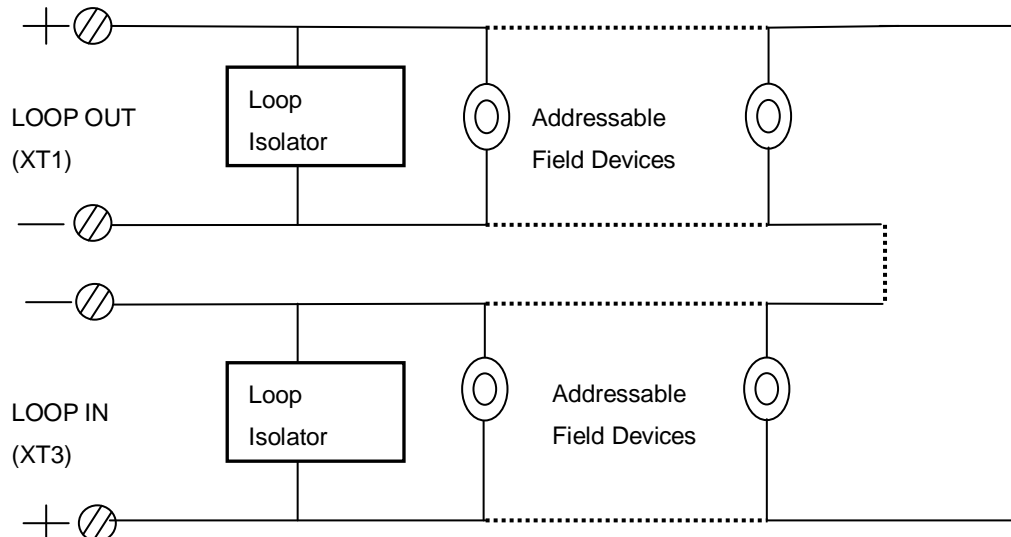 LOOP OUT
(XT1)
Loop
Isolator
Addressable
Field Devices
LOOP IN
(XT3)
Loop
Isolator
Addressable
Field Devices